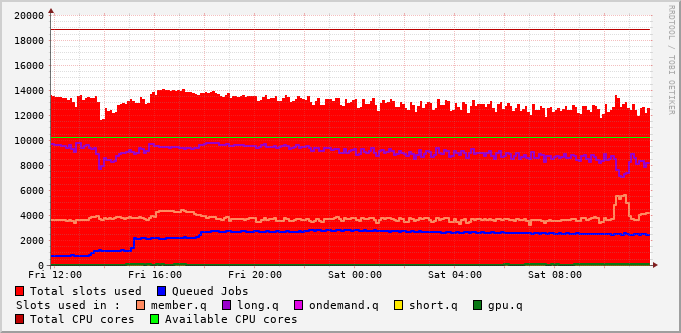 20000
18000
16000
14000
12000
10000
8000
6000
4000
2000
0
Fri 12:00 Fri 16:00 Fri 20:00 Sat 00:00 Sat 04:00 Sat 08:00
RRDTOOL / TOBI OETIKER
Total slots used Queued Jobs
Slots used in : member.q long.q ondemand.q short.q gpu.q
Total CPU cores Available CPU cores